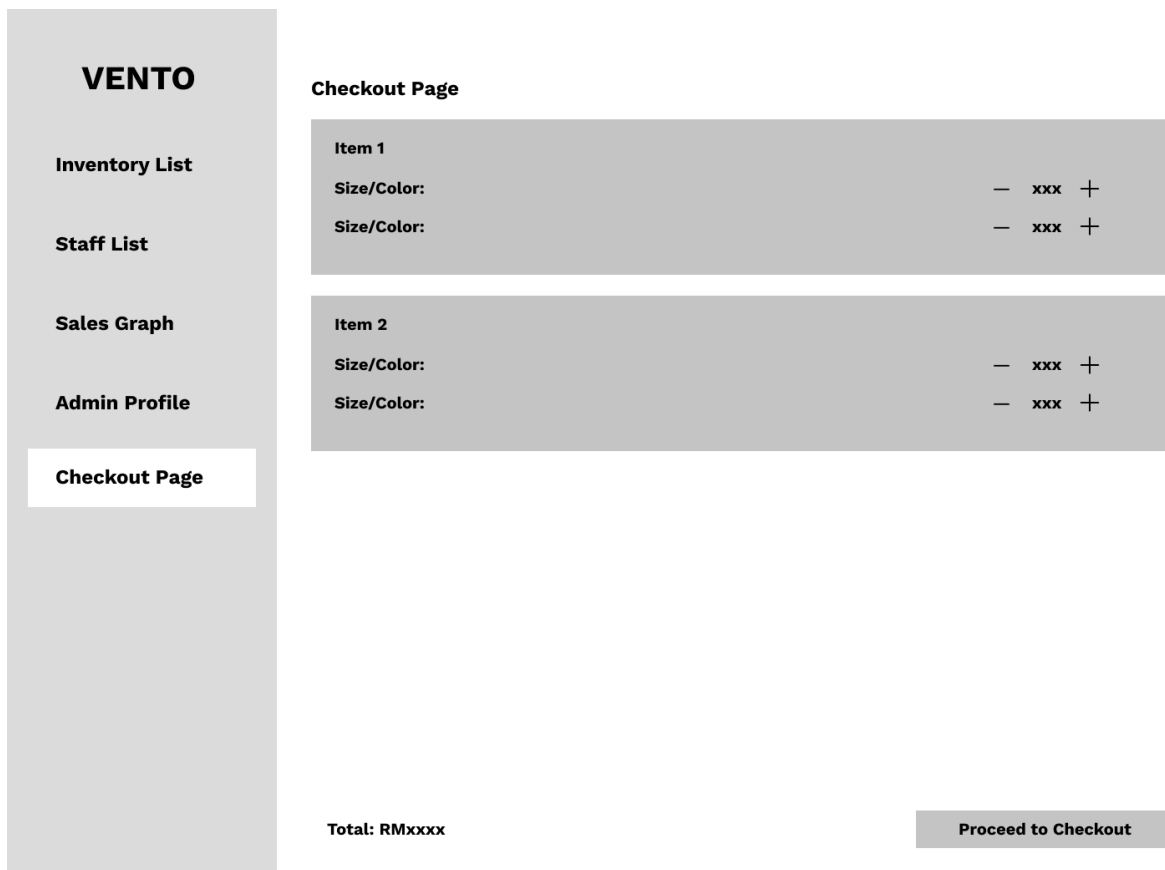 VENTO
Inventory List
Staff List
Sales Graph
Admin Profile
Checkout Page
Checkout Page
Item 1
Size/Color: — xxx +
Size/Color: — xxx +
Item 2
Size/Color: — xxx +
Size/Color: — xxx +
Total: RMxxxx
Proceed to Checkout